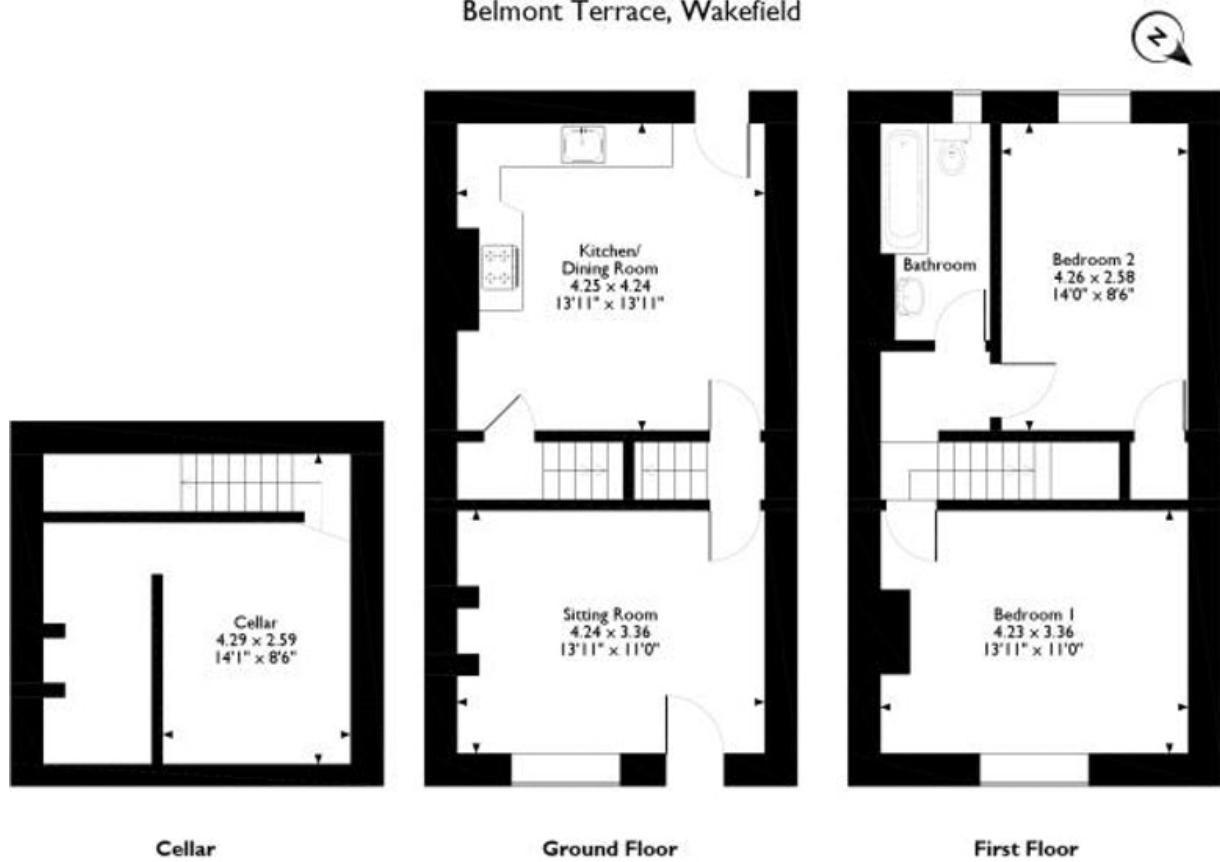 Belmont Terrace, Wakefield
N
Kitchen/
Dining Room
4.25 x 4.24
13'11" x 13'11"
Bathroom
Bedroom 2
4.26 x 2.58
14'0" x 8'6"
Cellar
4.29 x 2.59
14'1" x 8'6"
Sitting Room
4.24 x 3.36
13'11" x 11'0"
Bedroom 1
4.23 x 3.36
13'11" x 11'0"
Cellar
Ground Floor
First Floor